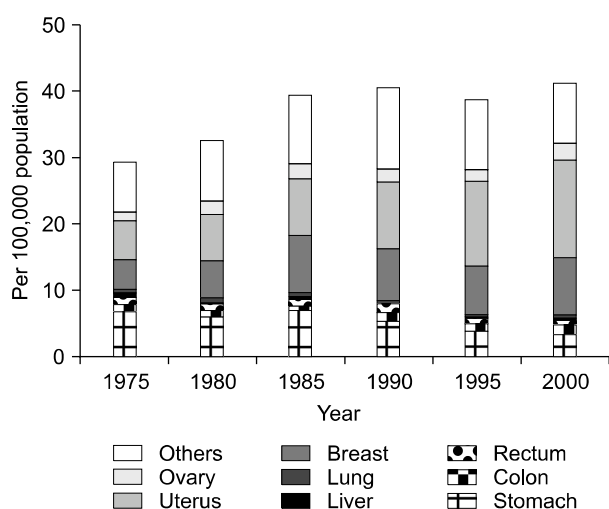 50
40
30
20
10
0
Per 100,000 population
1975 1980 1985 1990 1995 2000
Year
Others Breast Rectum
Ovary Lung Colon
Uterus Liver Stomach